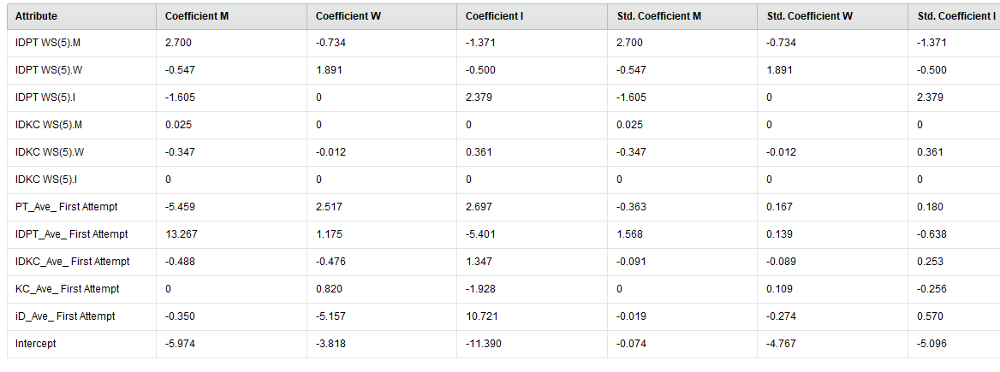 Attribute Coefficient M Coefficient W Coefficient I Std. Coefficient M Std. Coefficient W Std. Coefficient I
IDPT WS(5).M 2.700 -0.734 -1.371 2.700 -0.734 -1.371
IDPT WS(5).W -0.547 1.891 -0.500 -0.547 1.891 -0.500
IDPT WS(5).I -1.605 0 2.379 -1.605 0 2.379
IDKC WS(5).M 0.025 0 0 0.025 0 0
IDKC WS(5).W -0.347 -0.012 0.361 -0.347 -0.012 0.361
IDKC WS(5).I 0 0 0 0 0 0
PT_Ave_ First Attempt -5.459 2.517 2.697 -0.363 0.167 0.180
IDPT_Ave_ First Attempt 13.267 1.175 -5.401 1.568 0.139 -0.638
IDKC_Ave_ First Attempt -0.488 -0.476 1.347 -0.091 -0.089 0.253
KC_Ave_ First Attempt 0 0.820 -1.928 0 0.109 -0.256
iD_Ave_ First Attempt -0.350 -5.157 10.721 -0.019 -0.274 0.570
Intercept -5.974 -3.818 -11.390 -0.074 -4.767 -5.096